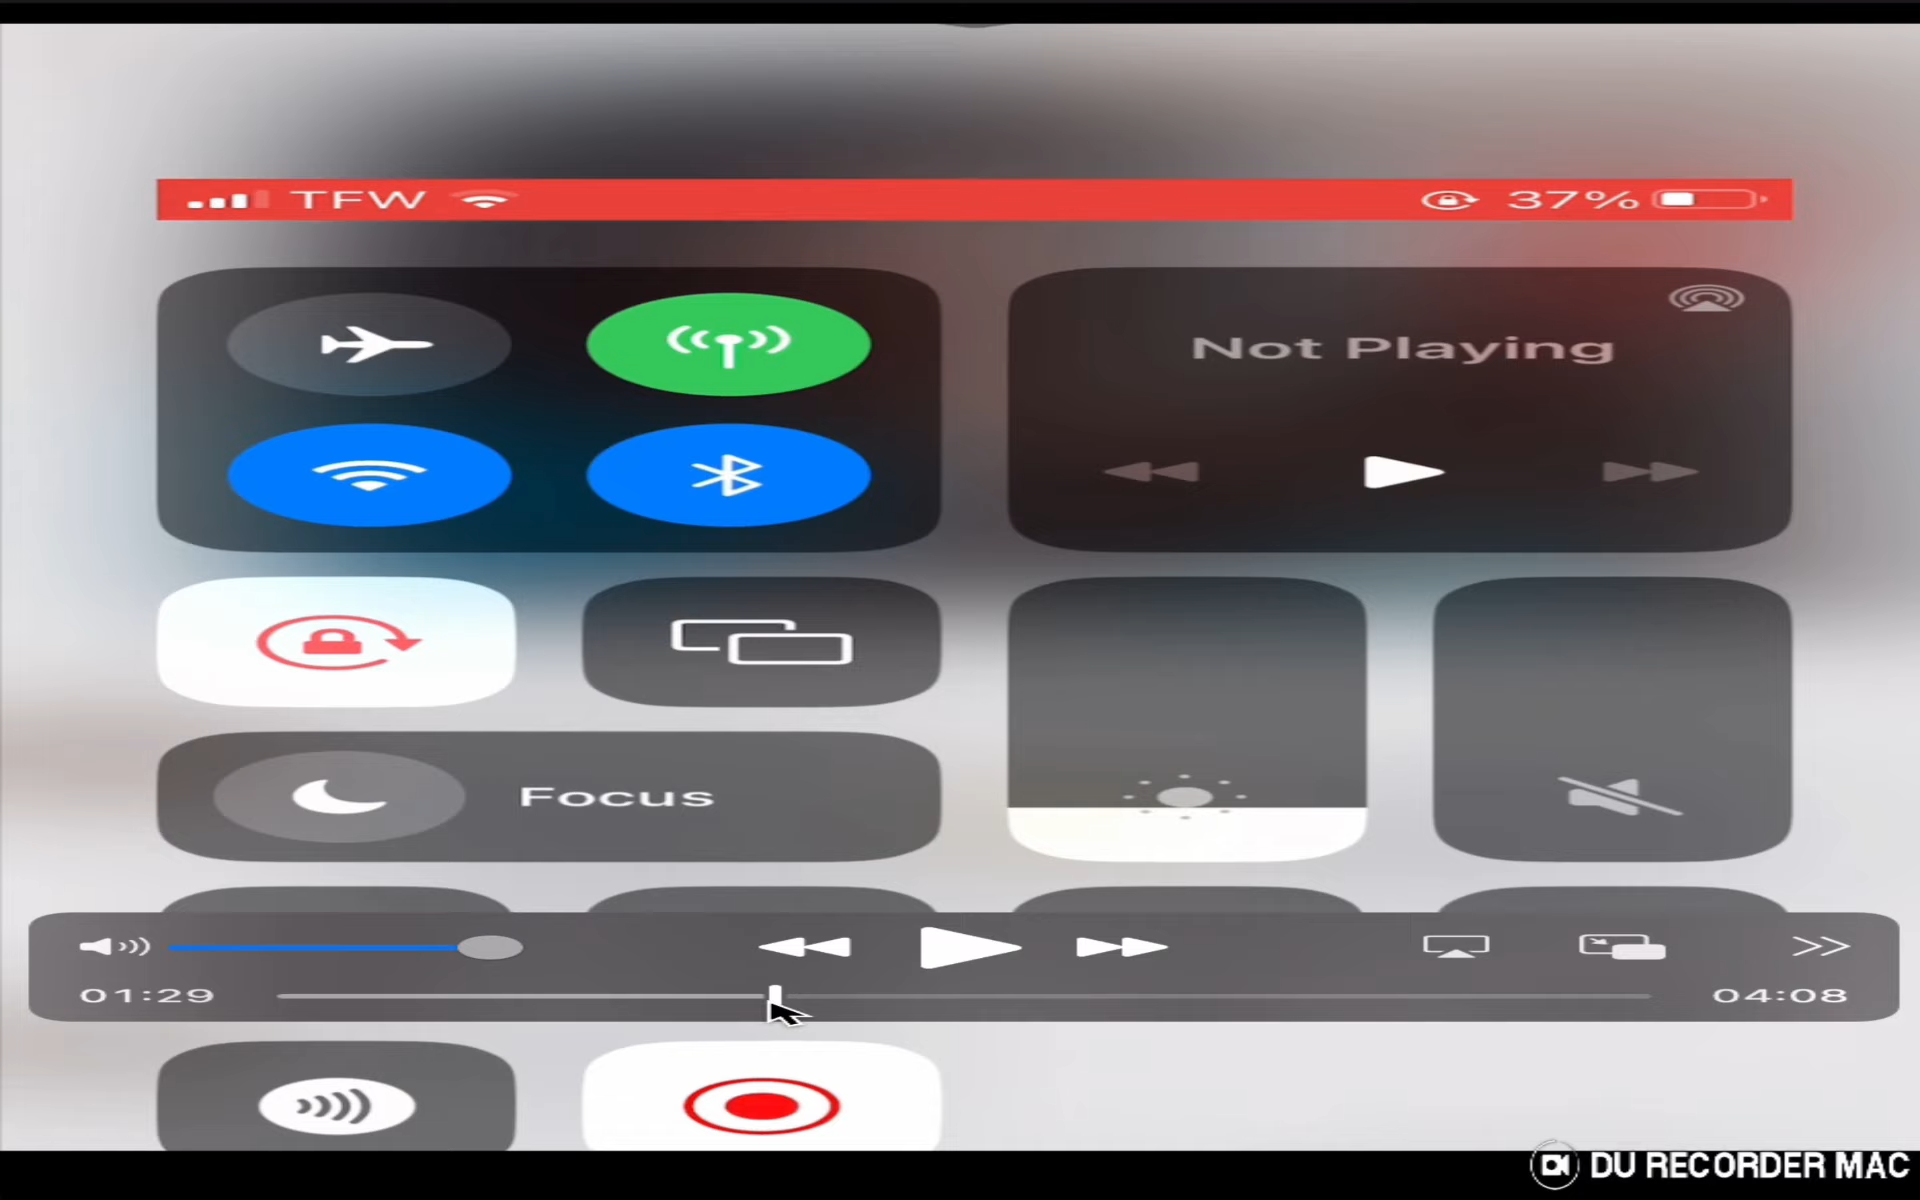 TFW 37%
Not Playing
Focus
01:29 04:08
DU RECORDER MAC